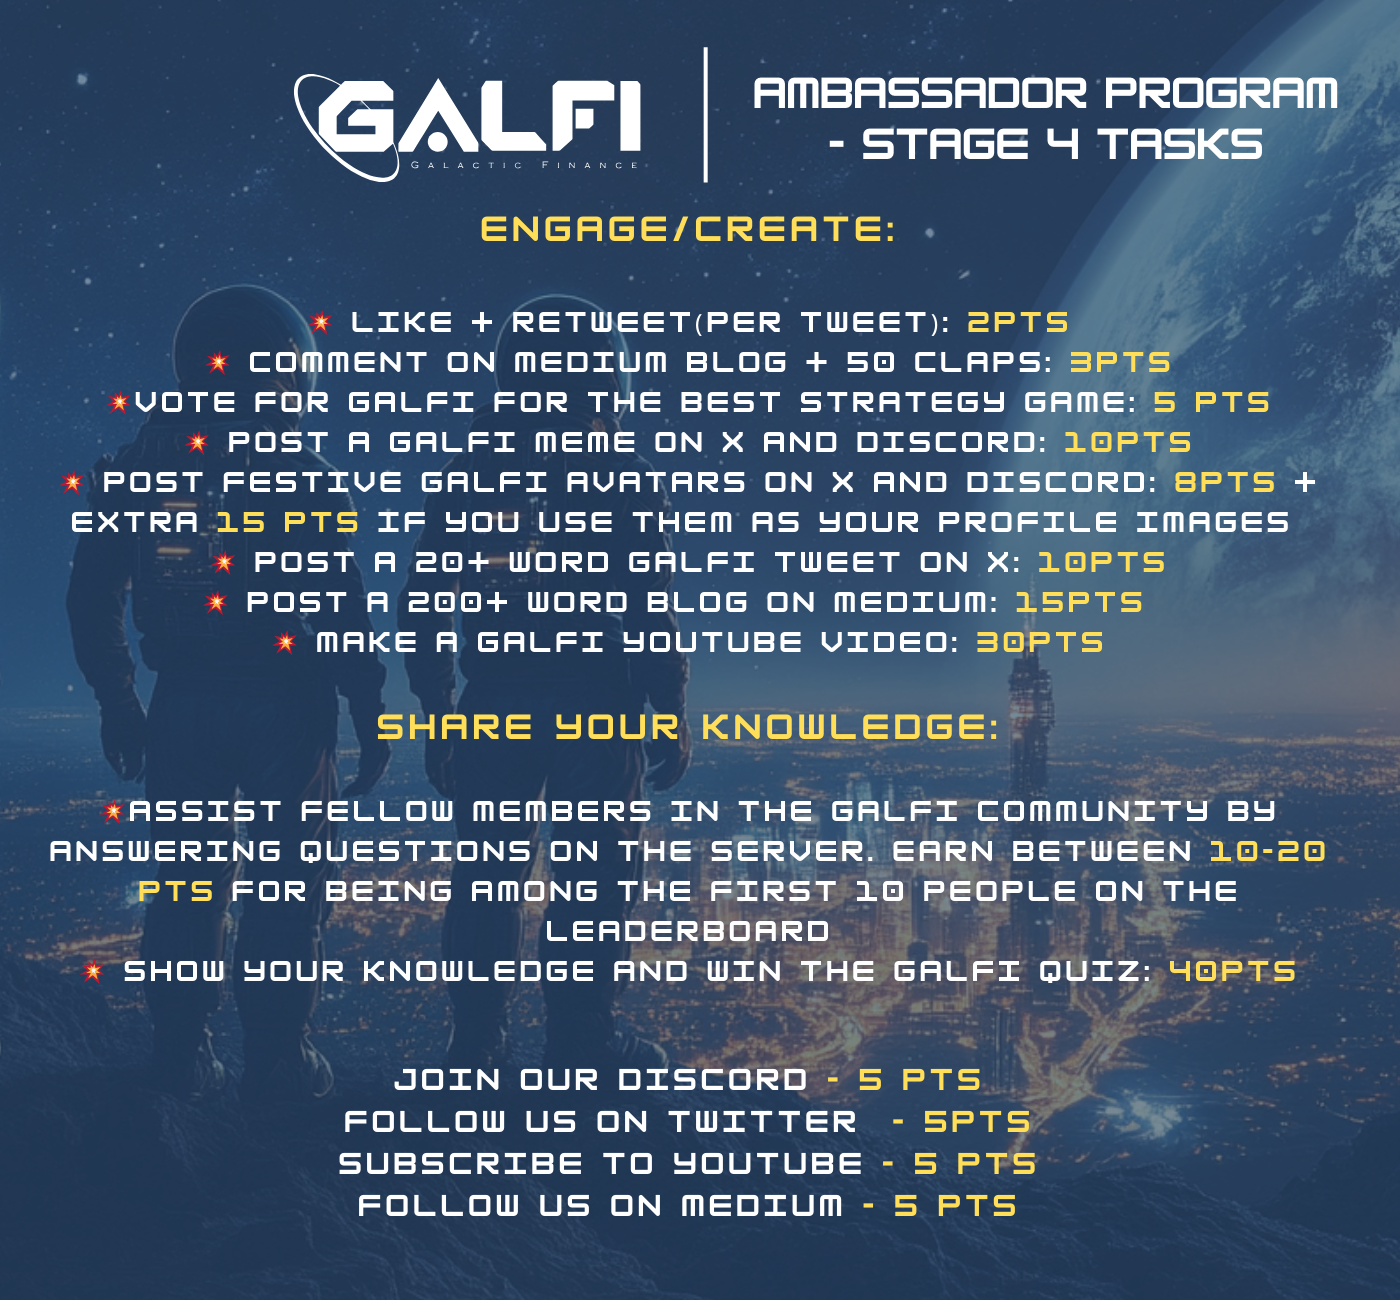 GALFI
GALACTIC FINANCE
AMBASSADOR PROGRAM
- STAGE 4 TASKS
ENGAGE/CREATE:
💥 LIKE + RETWEET(PER TWEET): 2PTS
💥 COMMENT ON MEDIUM BLOG + 50 CLAPS: 3PTS
💥VOTE FOR GALFI FOR THE BEST STRATEGY GAME: 5 PTS
💥 POST A GALFI MEME ON X AND DISCORD: 10PTS
💥 POST FESTIVE GALFI AVATARS ON X AND DISCORD: 8PTS +
EXTRA 15 PTS IF YOU USE THEM AS YOUR PROFILE IMAGES
💥 POST A 20+ WORD GALFI TWEET ON X: 10PTS
💥 POST A 200+ WORD BLOG ON MEDIUM: 15PTS
💥 MAKE A GALFI YOUTUBE VIDEO: 30PTS
SHARE YOUR KNOWLEDGE:
💥ASSIST FELLOW MEMBERS IN THE GALFI COMMUNITY BY
ANSWERING QUESTIONS ON THE SERVER. EARN BETWEEN 10-20
PTS FOR BEING AMONG THE FIRST 10 PEOPLE ON THE
LEADERBOARD
💥 SHOW YOUR KNOWLEDGE AND WIN THE GALFI QUIZ: 40PTS
JOIN OUR DISCORD - 5 PTS
FOLLOW US ON TWITTER - 5PTS
SUBSCRIBE TO YOUTUBE - 5 PTS
FOLLOW US ON MEDIUM - 5 PTS